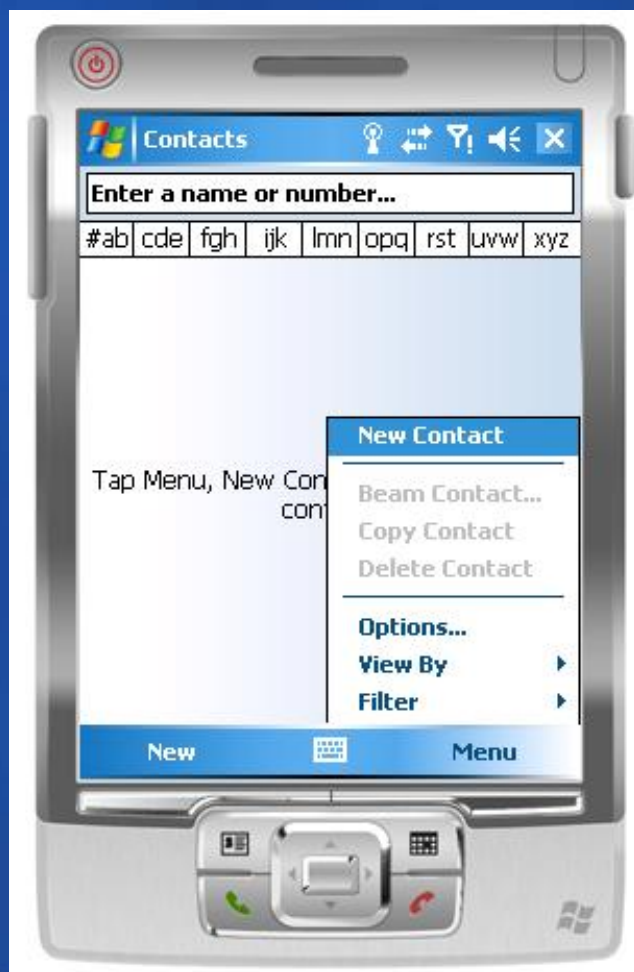 Contacts
Enter a name or number...
#ab cde fgh ijk lmn opq rst uvw xyz
New Contact
Tap Menu, New Con
Beam Contact...
con
Copy Contact
Delete Contact
Options...
View By
Filter
New Menu